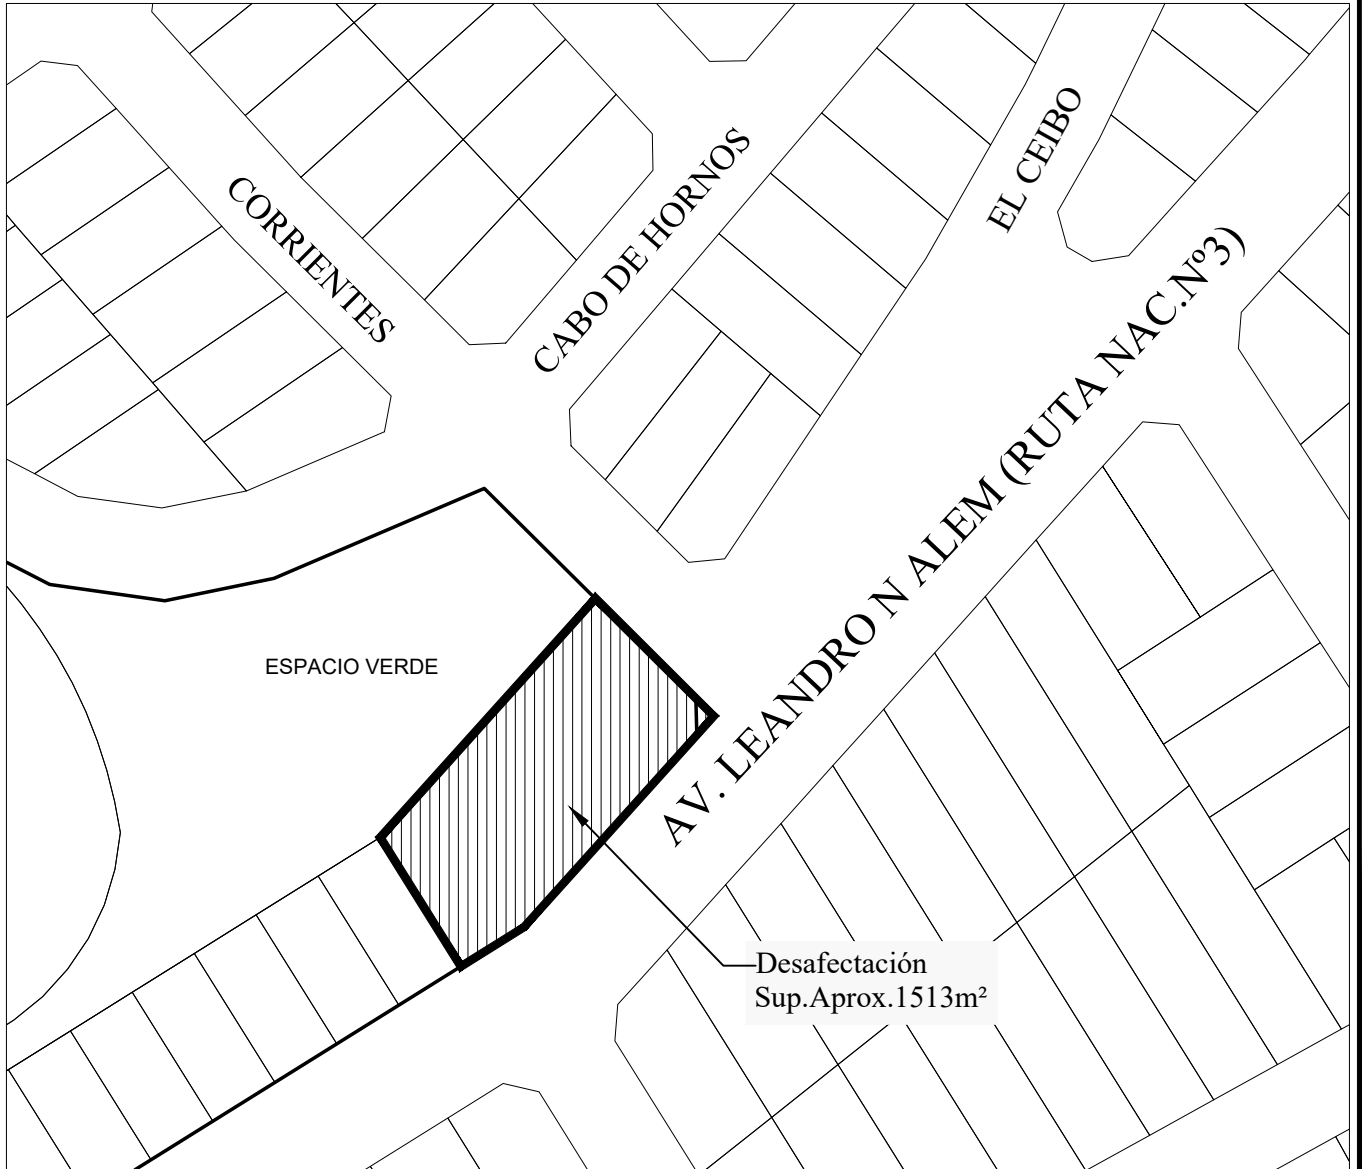 EL CEIBO
CABO DE HORNOS
CORRIENTES
AV. LEANDRO N ALEM (RUTA NAC.Nº3)
ESPACIO VERDE
Desafectación
Sup.Aprox.1513m²